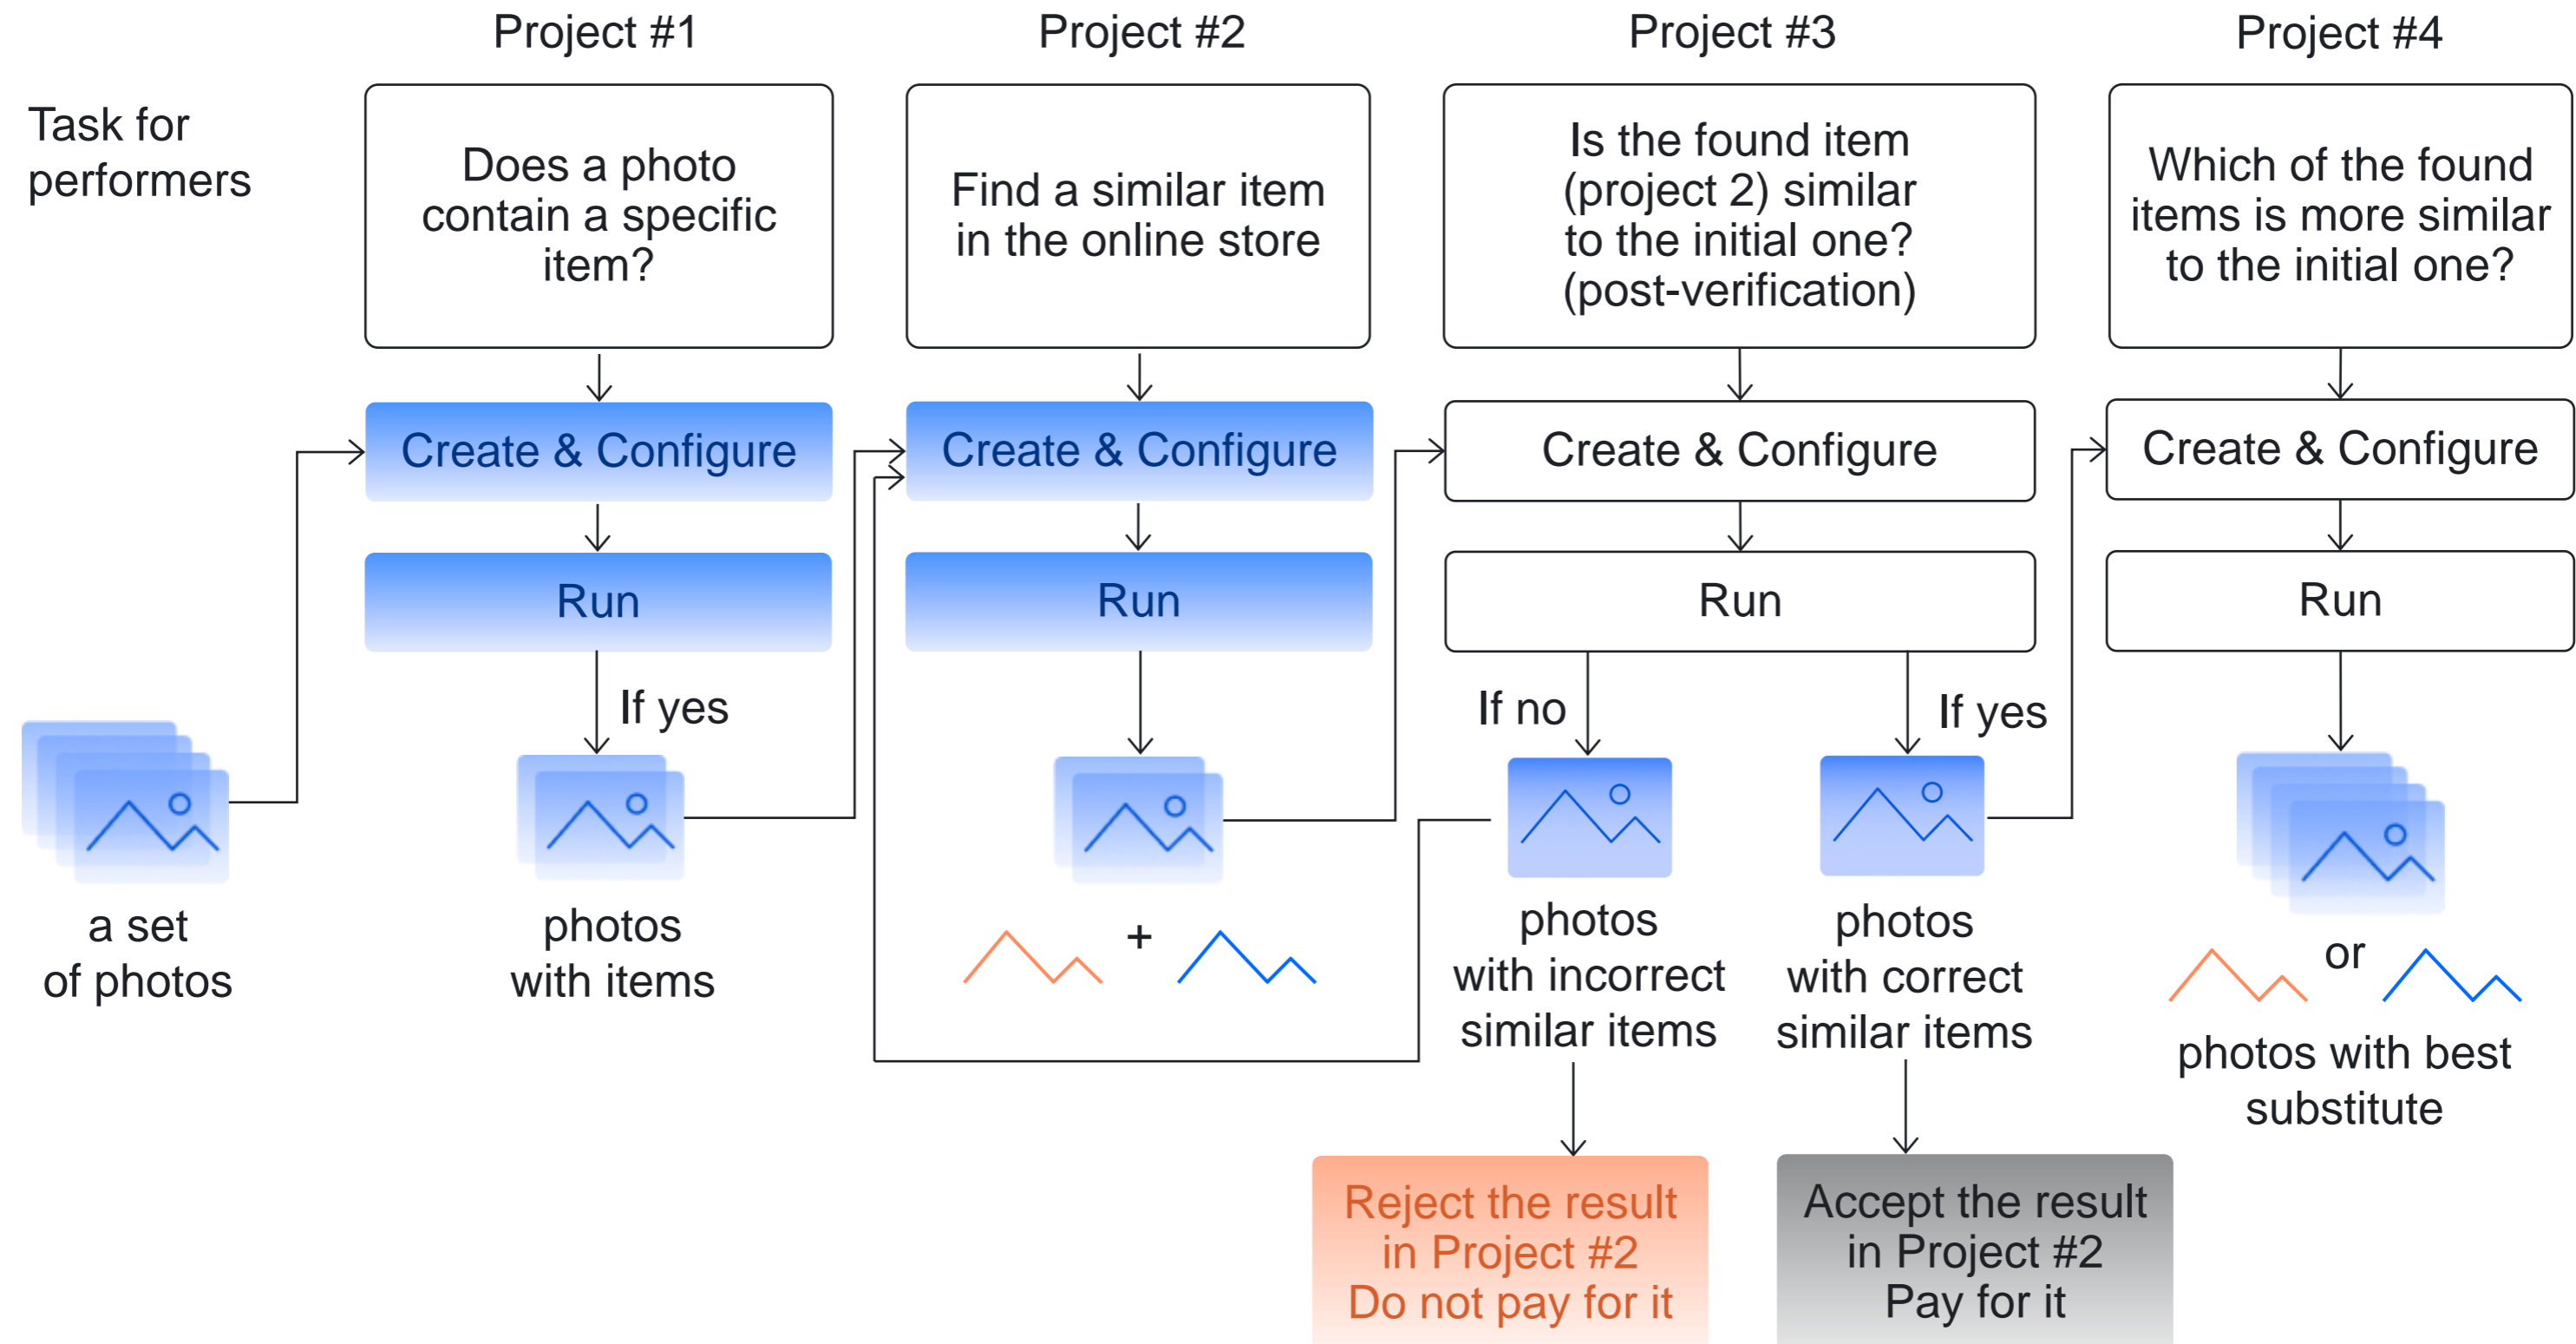 Project #1
Project #2
Project #3
Project #4
Task for
performers
Does a photo
contain a specific
item?
Find a similar item
in the online store
Is the found item
(project 2) similar
to the initial one?
(post-verification)
Which of the found
items is more similar
to the initial one?
Create & Configure
Create & Configure
Create & Configure
Create & Configure
Run
Run
Run
Run
If yes
If no
If yes
a set
of photos
photos
with items
+
photos
with incorrect
similar items
photos
with correct
similar items
or
photos with best
substitute
Reject the result
in Project #2
Do not pay for it
Accept the result
in Project #2
Pay for it